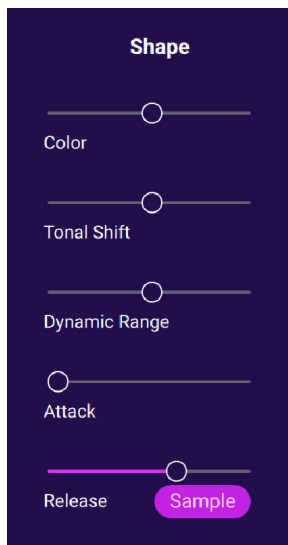 Shape
Color
Tonal Shift
Dynamic Range
Attack
Release
Sample